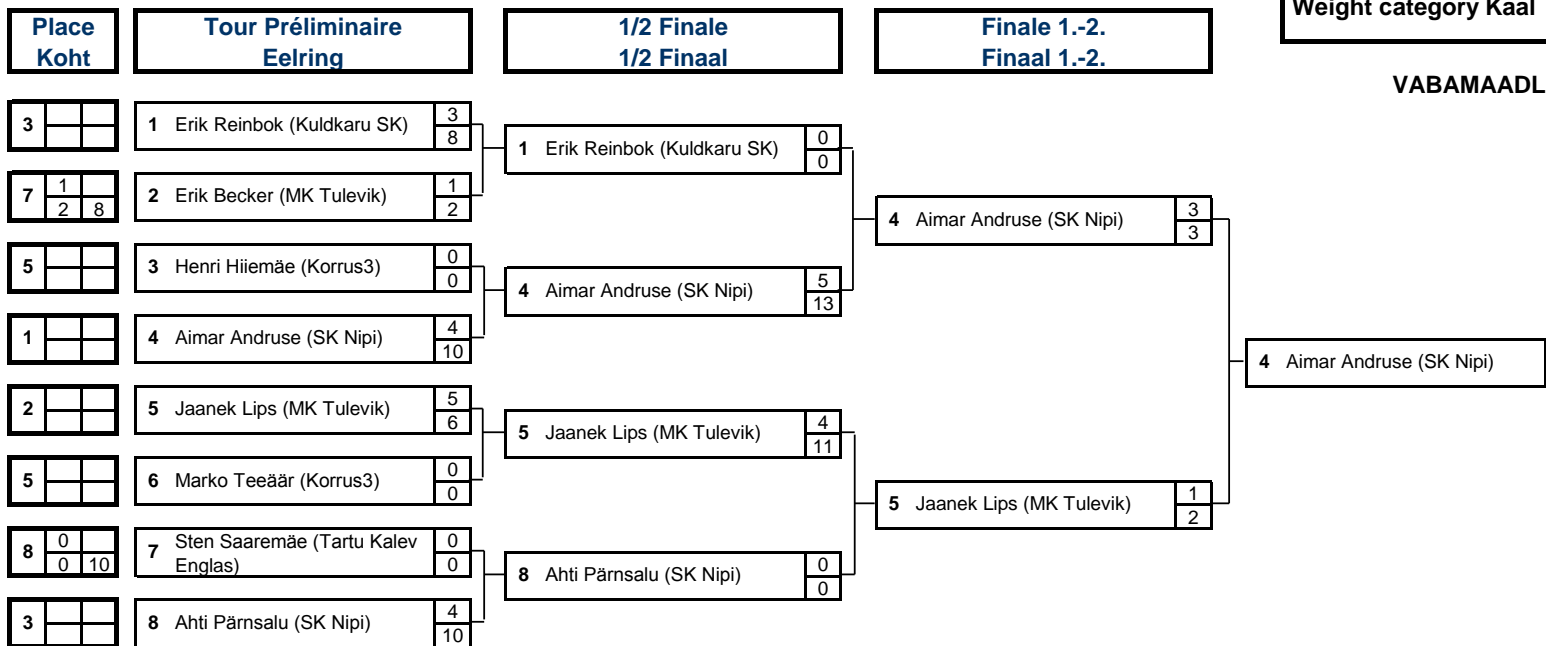 Weight category Kaal
Place
Koht
Tour Préliminaire
Eelring
1/2 Finale
1/2 Finaal
Finale 1.-2.
Finaal 1.-2.
VABAMAADL
3
1 Erik Reinbok (Kuldkaru SK) 3
8
7 1
2 8
2 Erik Becker (MK Tulevik) 1
2
5
3 Henri Hiiemäe (Korrus3) 0
0
1
4 Aimar Andruse (SK Nipi) 4
10
2
5 Jaanek Lips (MK Tulevik) 5
6
5
6 Marko Teeäär (Korrus3) 0
0
8 0
0 10
7 Sten Saaremäe (Tartu Kalev 0
Englas) 0
3
8 Ahti Pärnsalu (SK Nipi) 4
10
1 Erik Reinbok (Kuldkaru SK) 0
0
4 Aimar Andruse (SK Nipi) 5
13
5 Jaanek Lips (MK Tulevik) 4
11
8 Ahti Pärnsalu (SK Nipi) 0
0
4 Aimar Andruse (SK Nipi) 3
3
5 Jaanek Lips (MK Tulevik) 1
2
4 Aimar Andruse (SK Nipi)